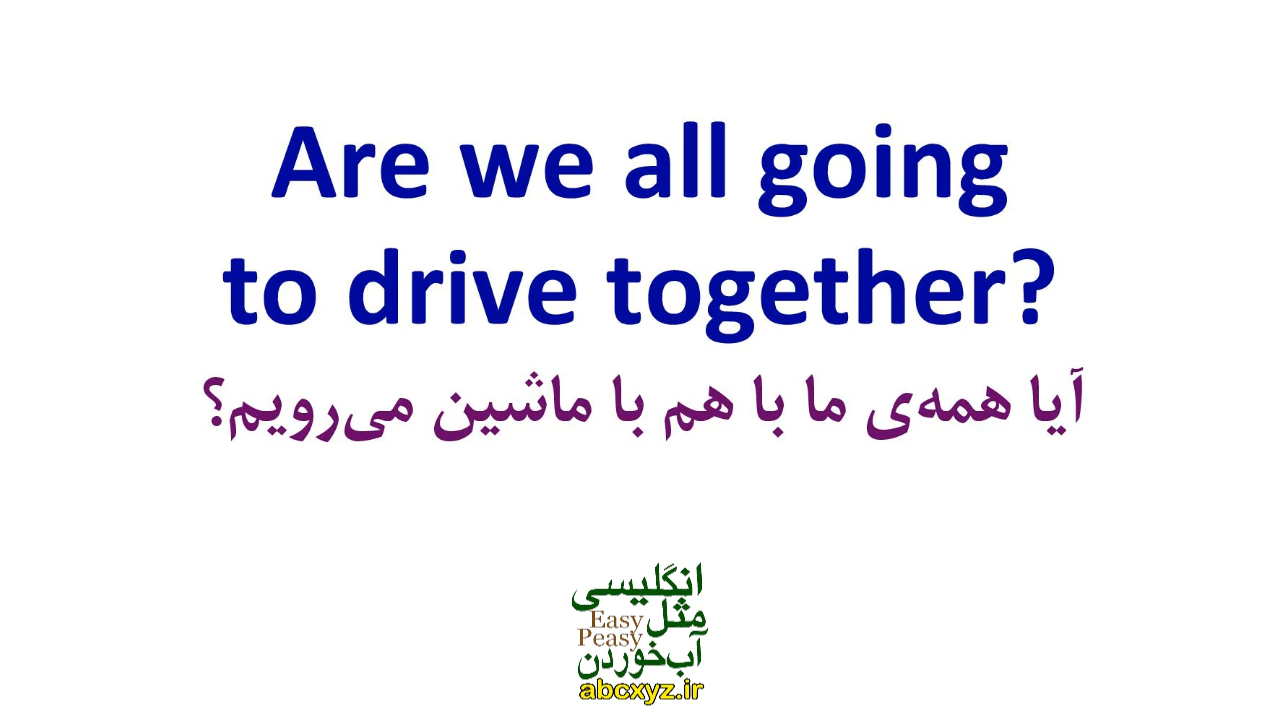 Are we all going
to drive together?
آیا همه‌ی ما با هم با ماشین می‌رویم؟
انگلیسی
مثل
Easy
Peasy
آب‌خوردن
abcxyz.ir